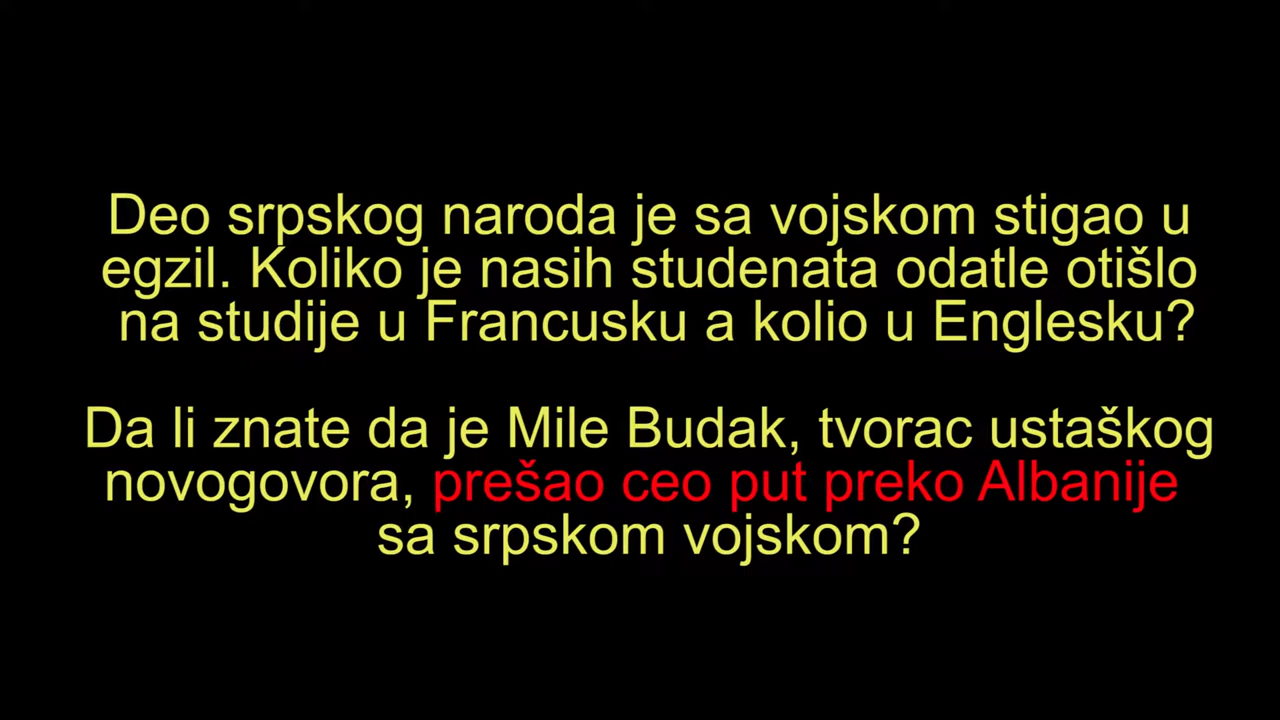 Deo srpskog naroda je sa vojskom stigao u
egzil. Koliko je nasih studenata odatle otišlo
na studije u Francusku a kolio u Englesku?
Da li znate da je Mile Budak, tvorac ustaškog
novogovora, prešao ceo put preko Albanije
sa srpskom vojskom?